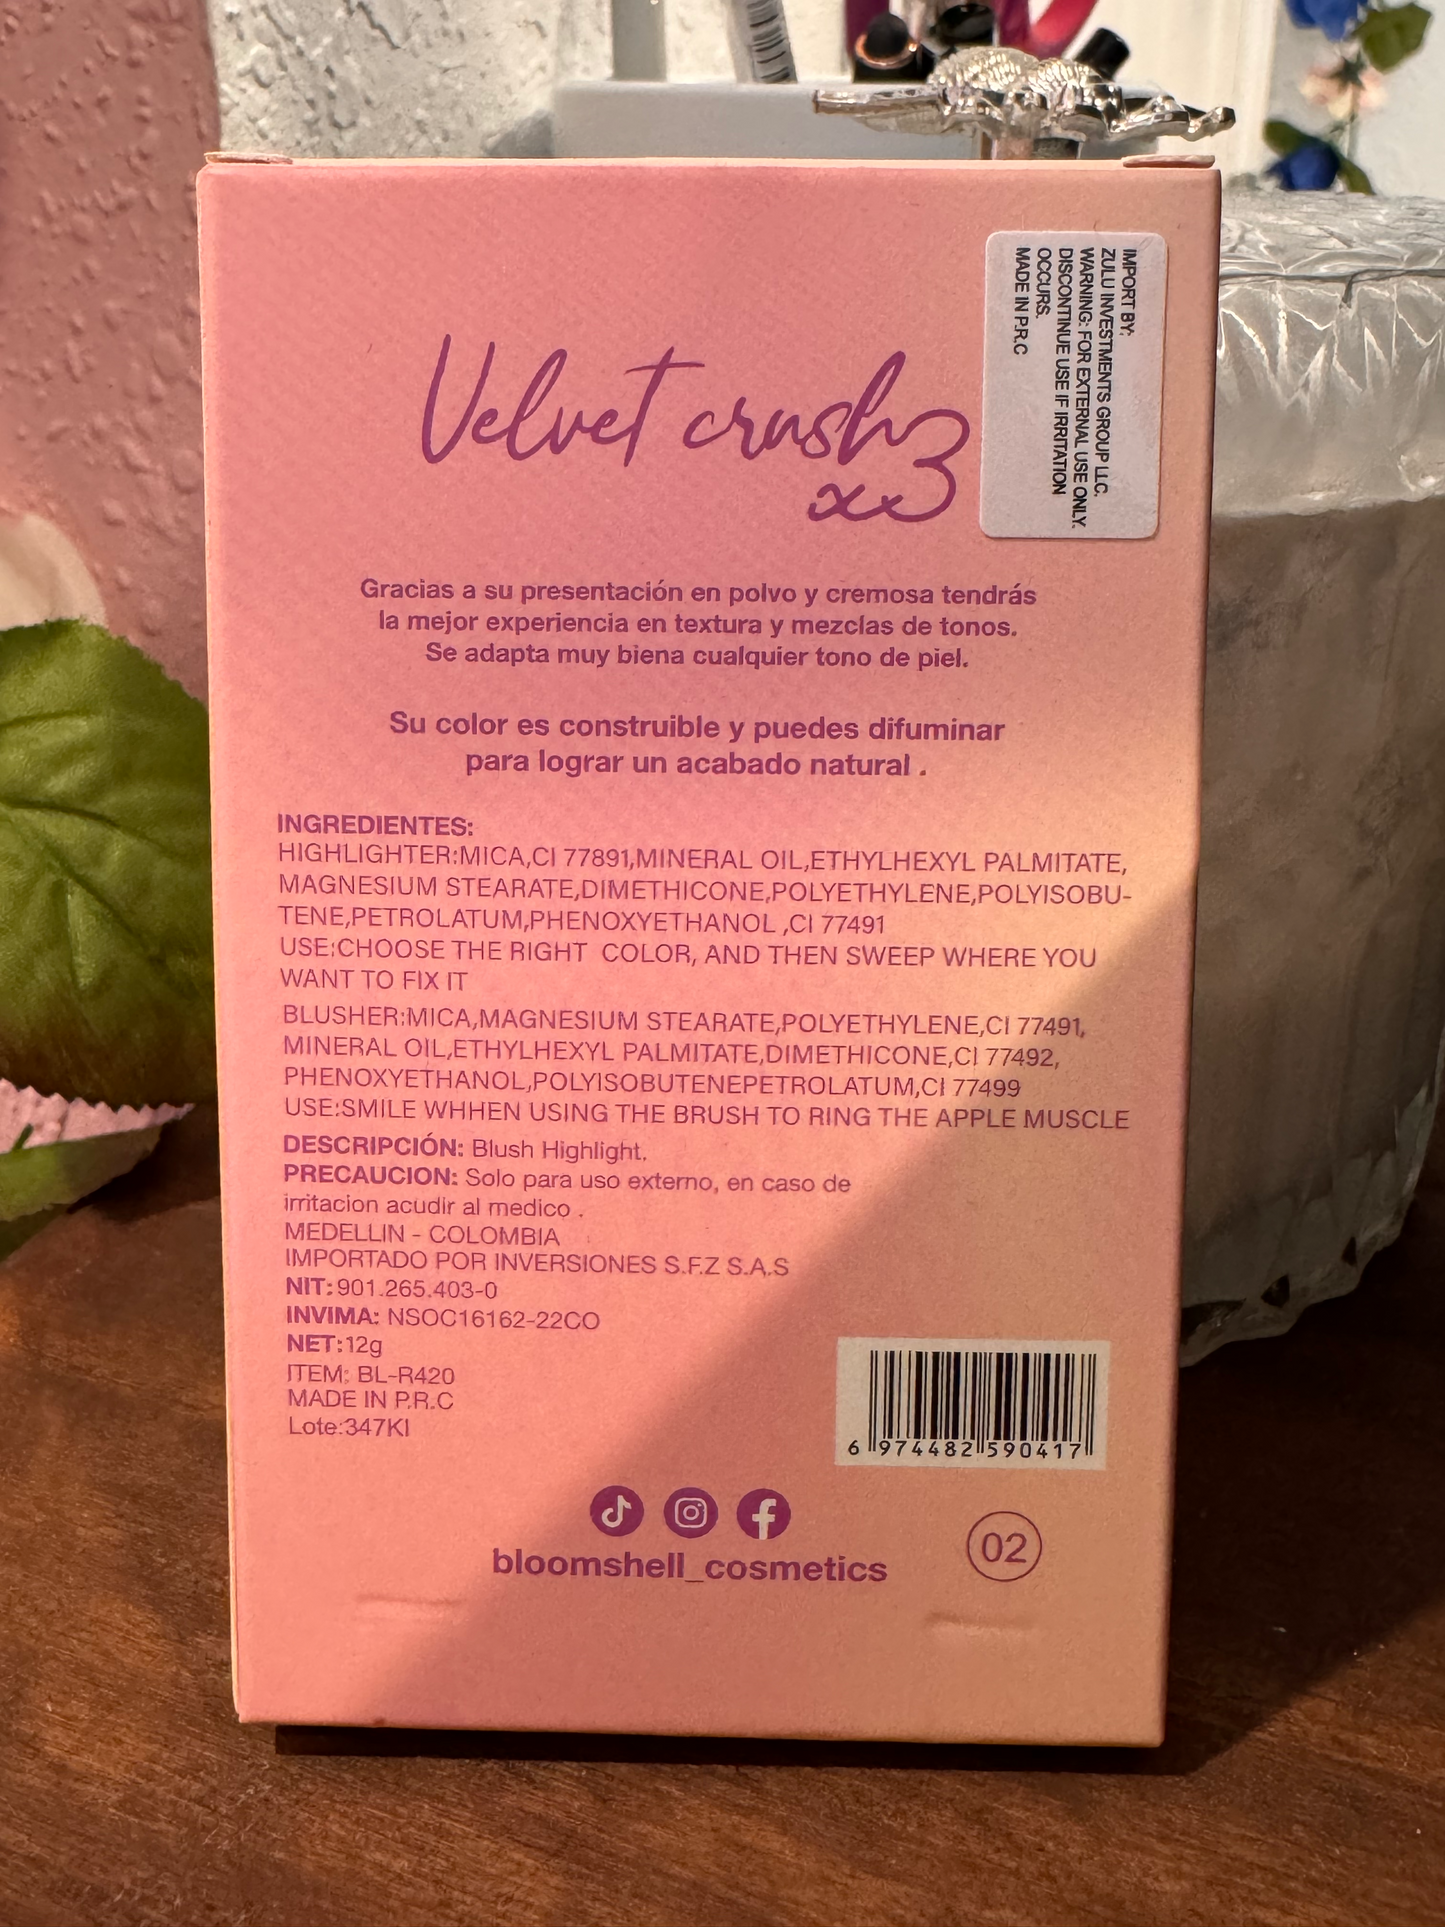 Velvet crush
xx
IMPORT BY:
ZULU INVESTMENTS GROUP LLC.
WARNING: FOR EXTERNAL USE ONLY.
DISCONTINUE USE IF IRRITATION
OCCURS.
MADE IN P.R.C
Gracias a su presentación en polvo y cremosa tendrás
la mejor experiencia en textura y mezclas de tonos.
Se adapta muy biena cualquier tono de piel.
Su color es construible y puedes difuminar
para lograr un acabado natural .
INGREDIENTES:
HIGHLIGHTER:MICA,CI 77891,MINERAL OIL,ETHYLHEXYL PALMITATE,
MAGNESIUM STEARATE,DIMETHICONE,POLYETHYLENE,POLYISOBU-
TENE,PETROLATUM,PHENOXYETHANOL ,CI 77491
USE:CHOOSE THE RIGHT  COLOR, AND THEN SWEEP WHERE YOU
WANT TO FIX IT
BLUSHER:MICA,MAGNESIUM STEARATE,POLYETHYLENE,CI 77491,
MINERAL OIL,ETHYLHEXYL PALMITATE,DIMETHICONE,CI 77492,
PHENOXYETHANOL,POLYISOBUTENEPETROLATUM,CI 77499
USE:SMILE WHHEN USING THE BRUSH TO RING THE APPLE MUSCLE
DESCRIPCIÓN: Blush Highlight.
PRECAUCION: Solo para uso externo, en caso de
irritacion acudir al medico .
MEDELLIN - COLOMBIA
IMPORTADO POR INVERSIONES S.F.Z S.A.S
NIT:901.265.403-0
INVIMA: NSOC16162-22CO
NET:12g
ITEM: BL-R420
MADE IN P.R.C
Lote:347KI
6 974482 590417
bloomshell_cosmetics
02